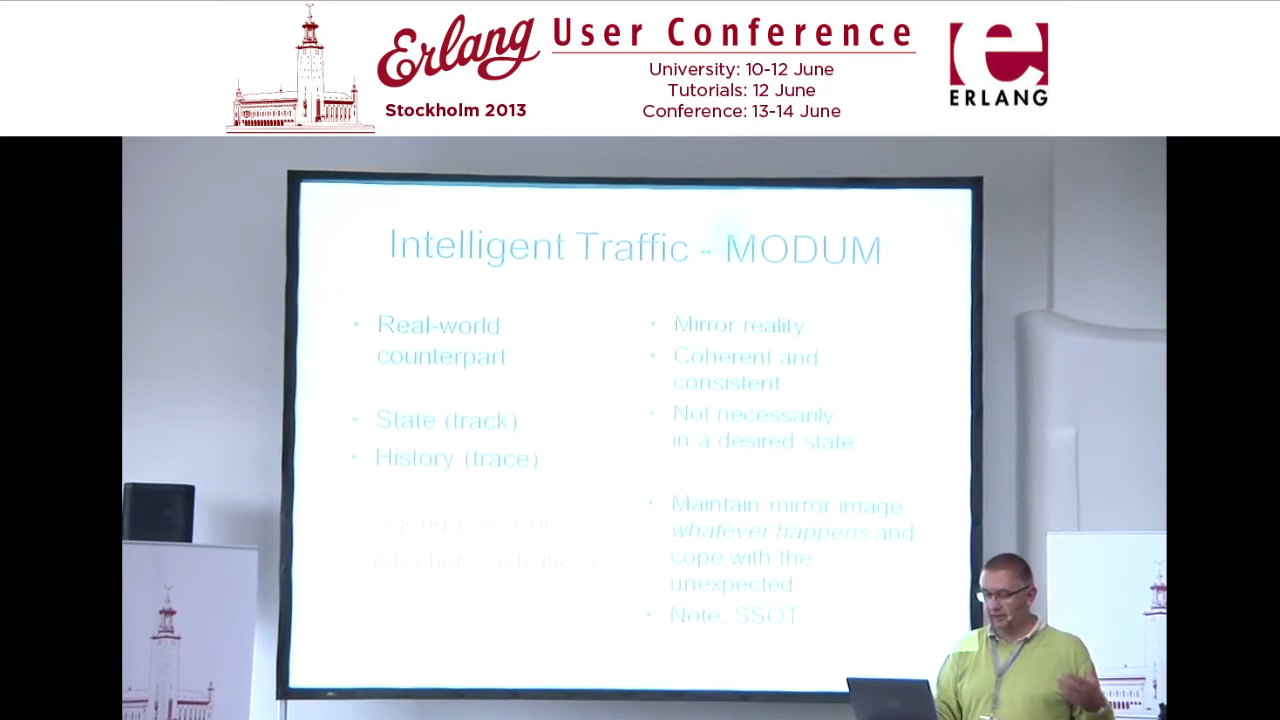 Erlang User Conference
Stockholm 2013
University: 10-12 June
Tutorials: 12 June
Conference: 13-14 June
e
ERLANG
Intelligent Traffic - MODUM
• Real-world
counterpart
• State (track)
• History (trace)
• Mirror reality
• Coherent and
consistent
• Not necessarily
in a desired state
• Maintain mirror image
whatever happens and
cope with the
unexpected
• Note: SSOT